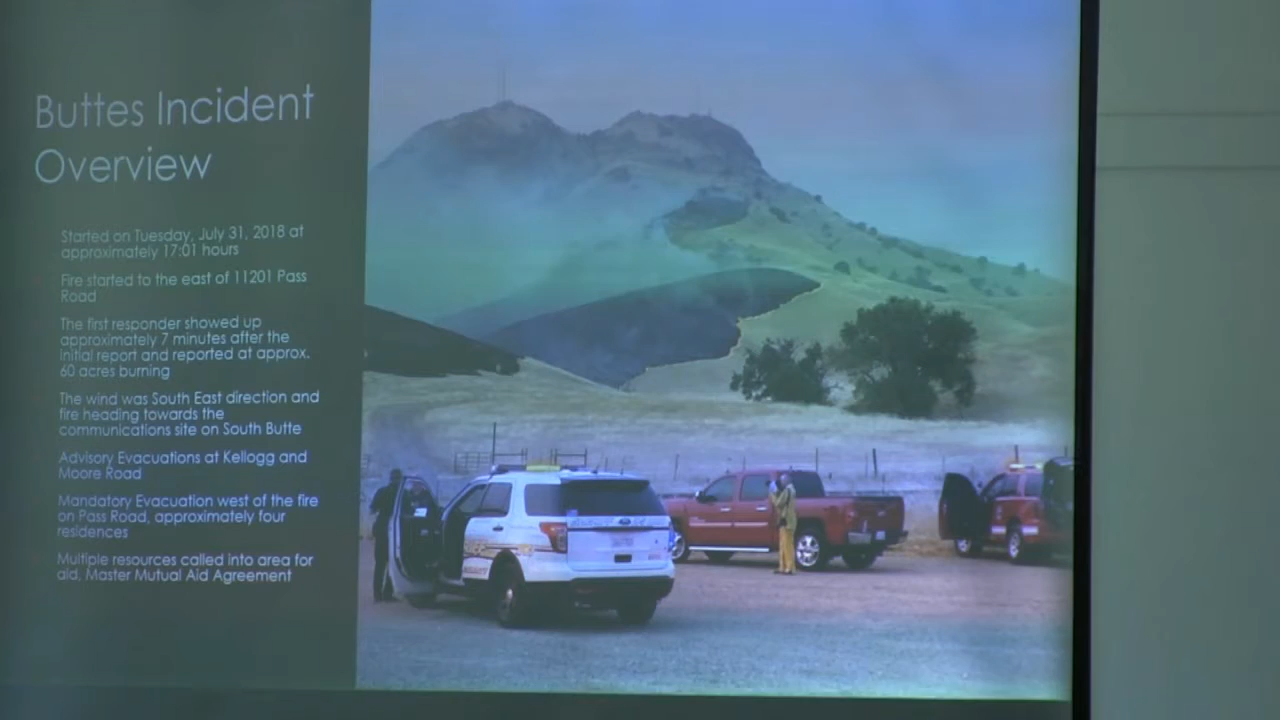 Buttes Incident
Overview
Started on Tuesday, July 31, 2018 at
approximately 17:01 hours
Fire started to the east of 11201 Pass
Road
The first responder showed up
approximately 7 minutes after the
initial report and reported at approx.
60 acres burning
The wind was South East direction and
fire heading towards the
communications site on South Butte
Advisory Evacuations at Kellogg and
Moore Road
Mandatory Evacuation west of the fire
on Pass Road, approximately four
residences
Multiple resources called into area for
aid, Master Mutual Aid Agreement